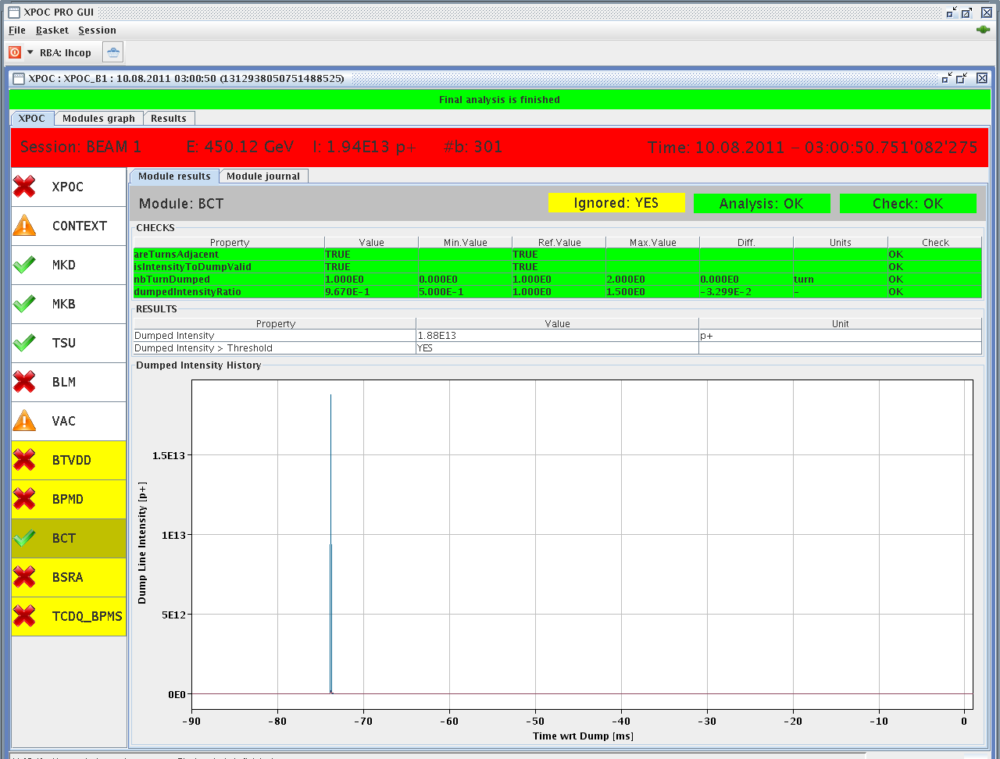 XPOC PRO GUI
File Basket Session
RBA: lhcop
XPOC : XPOC_B1 : 10.08.2011 03:00:50 (1312938050751488525)
Final analysis is finished
XPOC Modules graph Results
Session: BEAM 1 E: 450.12 GeV I: 1.94E13 p+ #b: 301 Time: 10.08.2011 - 03:00:50.751'082'275
XPOC
CONTEXT
MKD
MKB
TSU
BLM
VAC
BTVDD
BPMD
BCT
BSRA
TCDQ_BPMS
Module results Module journal
Module: BCT Ignored: YES Analysis: OK Check: OK
CHECKS
Property Value Min.Value Ref.Value Max.Value Diff. Units Check
areTurnsAdjacent TRUE TRUE OK
isIntensityToDumpValid TRUE TRUE OK
nbTurnDumped 1.000E0 0.000E0 1.000E0 2.000E0 0.000E0 turn OK
dumpedIntensityRatio 9.670E-1 5.000E-1 1.000E0 1.500E0 -3.299E-2 - OK
RESULTS
Property Value Unit
Dumped Intensity 1.88E13 p+
Dumped Intensity > Threshold YES
Dumped Intensity History
Dump Line Intensity [p+]
1.5E13
1E13
5E12
0E0
-90 -80 -70 -60 -50 -40 -30 -20 -10 0
Time wrt Dump [ms]